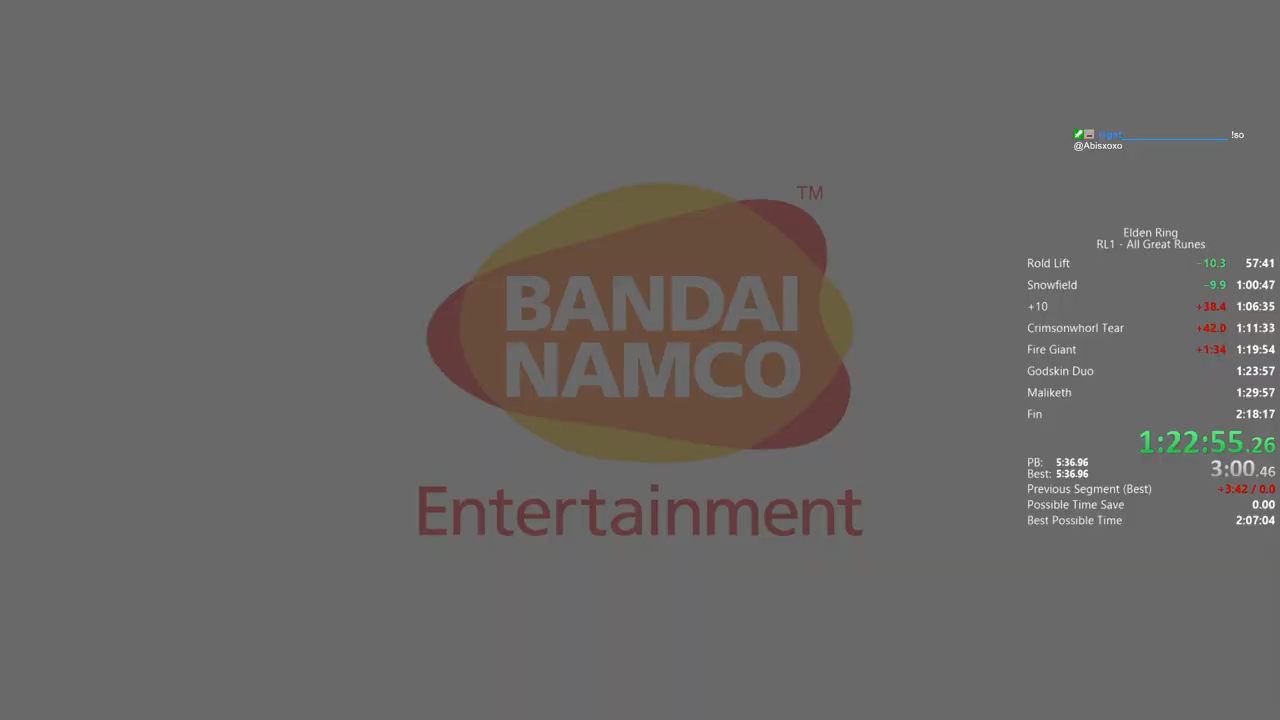 TM
BANDAI
NAMCO
Entertainment
!so
@Abisxoxo
Elden Ring
RL1 - All Great Runes
Rold Lift -10.3 57:41
Snowfield -9.9 1:00:47
+10 +38.4 1:06:35
Crimsonwhorl Tear +42.0 1:11:33
Fire Giant +1:34 1:19:54
Godskin Duo 1:23:57
Maliketh 1:29:57
Fin 2:18:17
1:22:55.26
PB: 5:36.96
Best: 5:36.96
3:00.46
Previous Segment (Best) +3:42 / 0.0
Possible Time Save 0.00
Best Possible Time 2:07:04